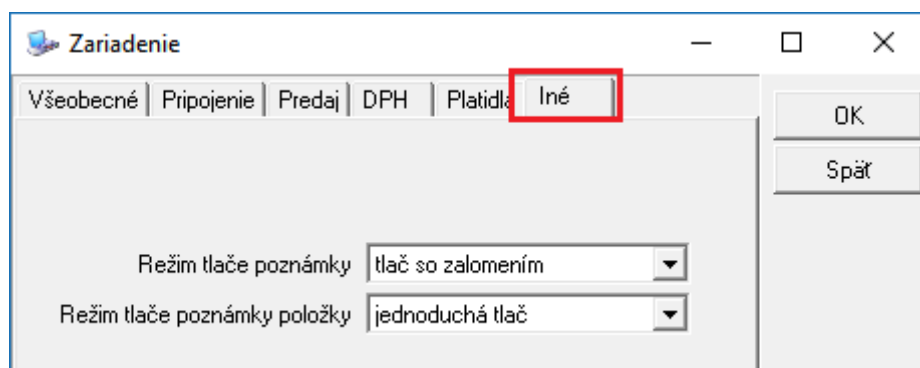 Zariadenie
Všeobecné Pripojenie Predaj DPH Platidla Iné
OK
Späť
Režim tlače poznámky tlač so zalomením
Režim tlače poznámky položky jednoduchá tlač